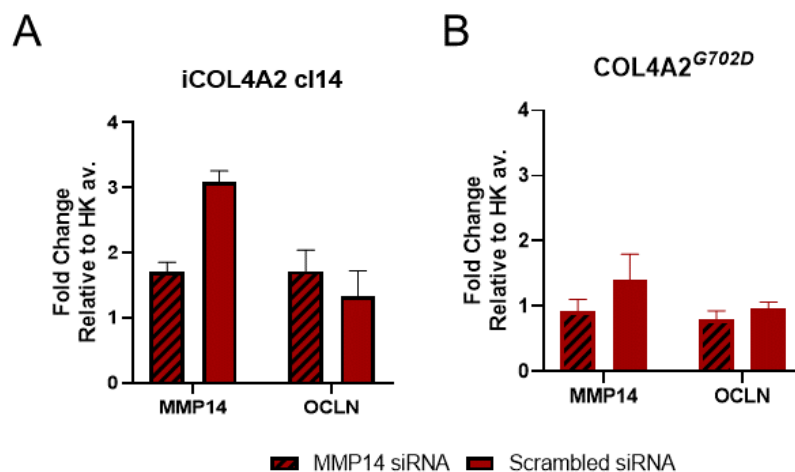 A
iCOL4A2 cl14
Fold Change
Relative to HK av.
4
3
2
1
0
MMP14
OCLN
B
COL4A2G702D
Fold Change
Relative to HK av.
4
3
2
1
0
MMP14
OCLN
MMP14 siRNA
Scrambled siRNA